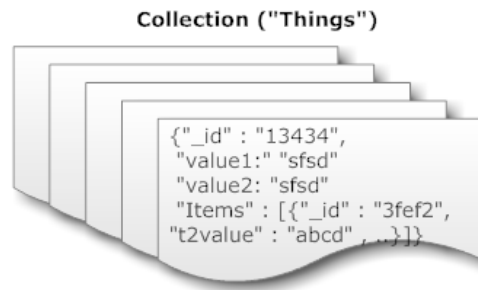 Collection ("Things")
{"_id" : "13434",
"value1:" "sfsd"
"value2: "sfsd"
"Items" : [{"_id" : "3fef2",
"t2value" : "abcd" , ..}]}